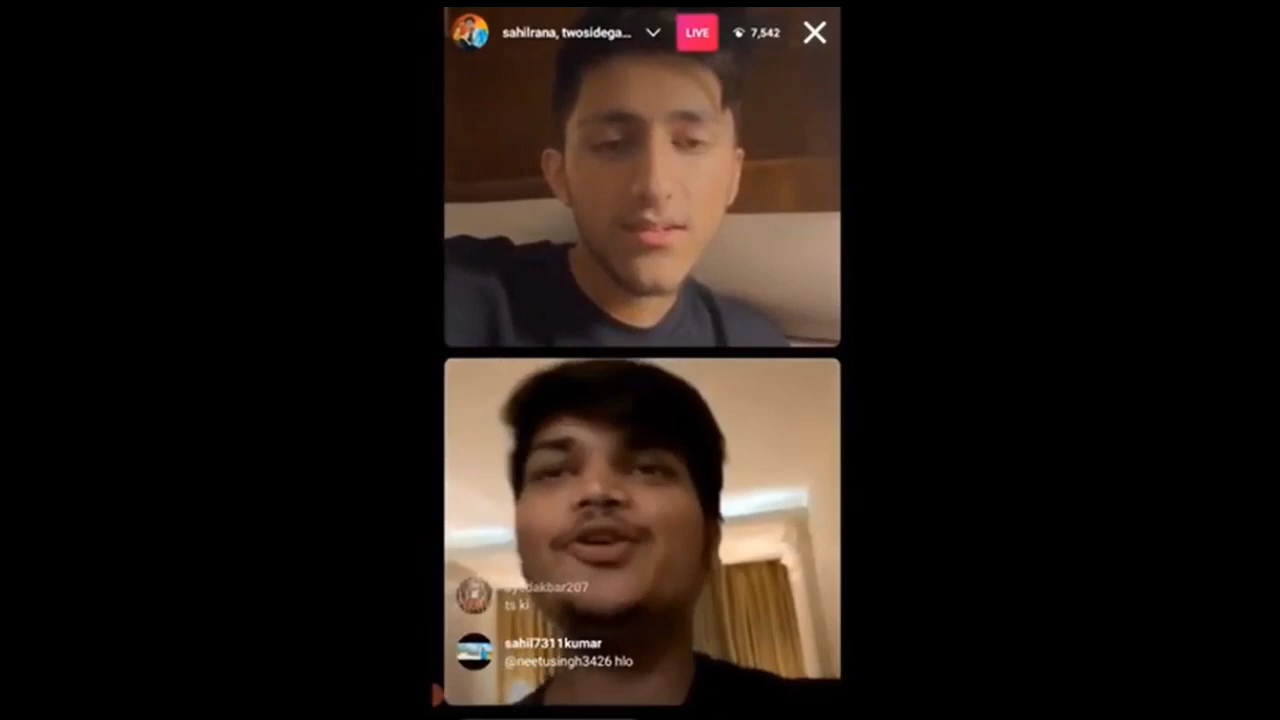 sahilrana, twosidega...
LIVE
7,542
ts ki
sahil7311kumar
@neetusingh3426 hlo